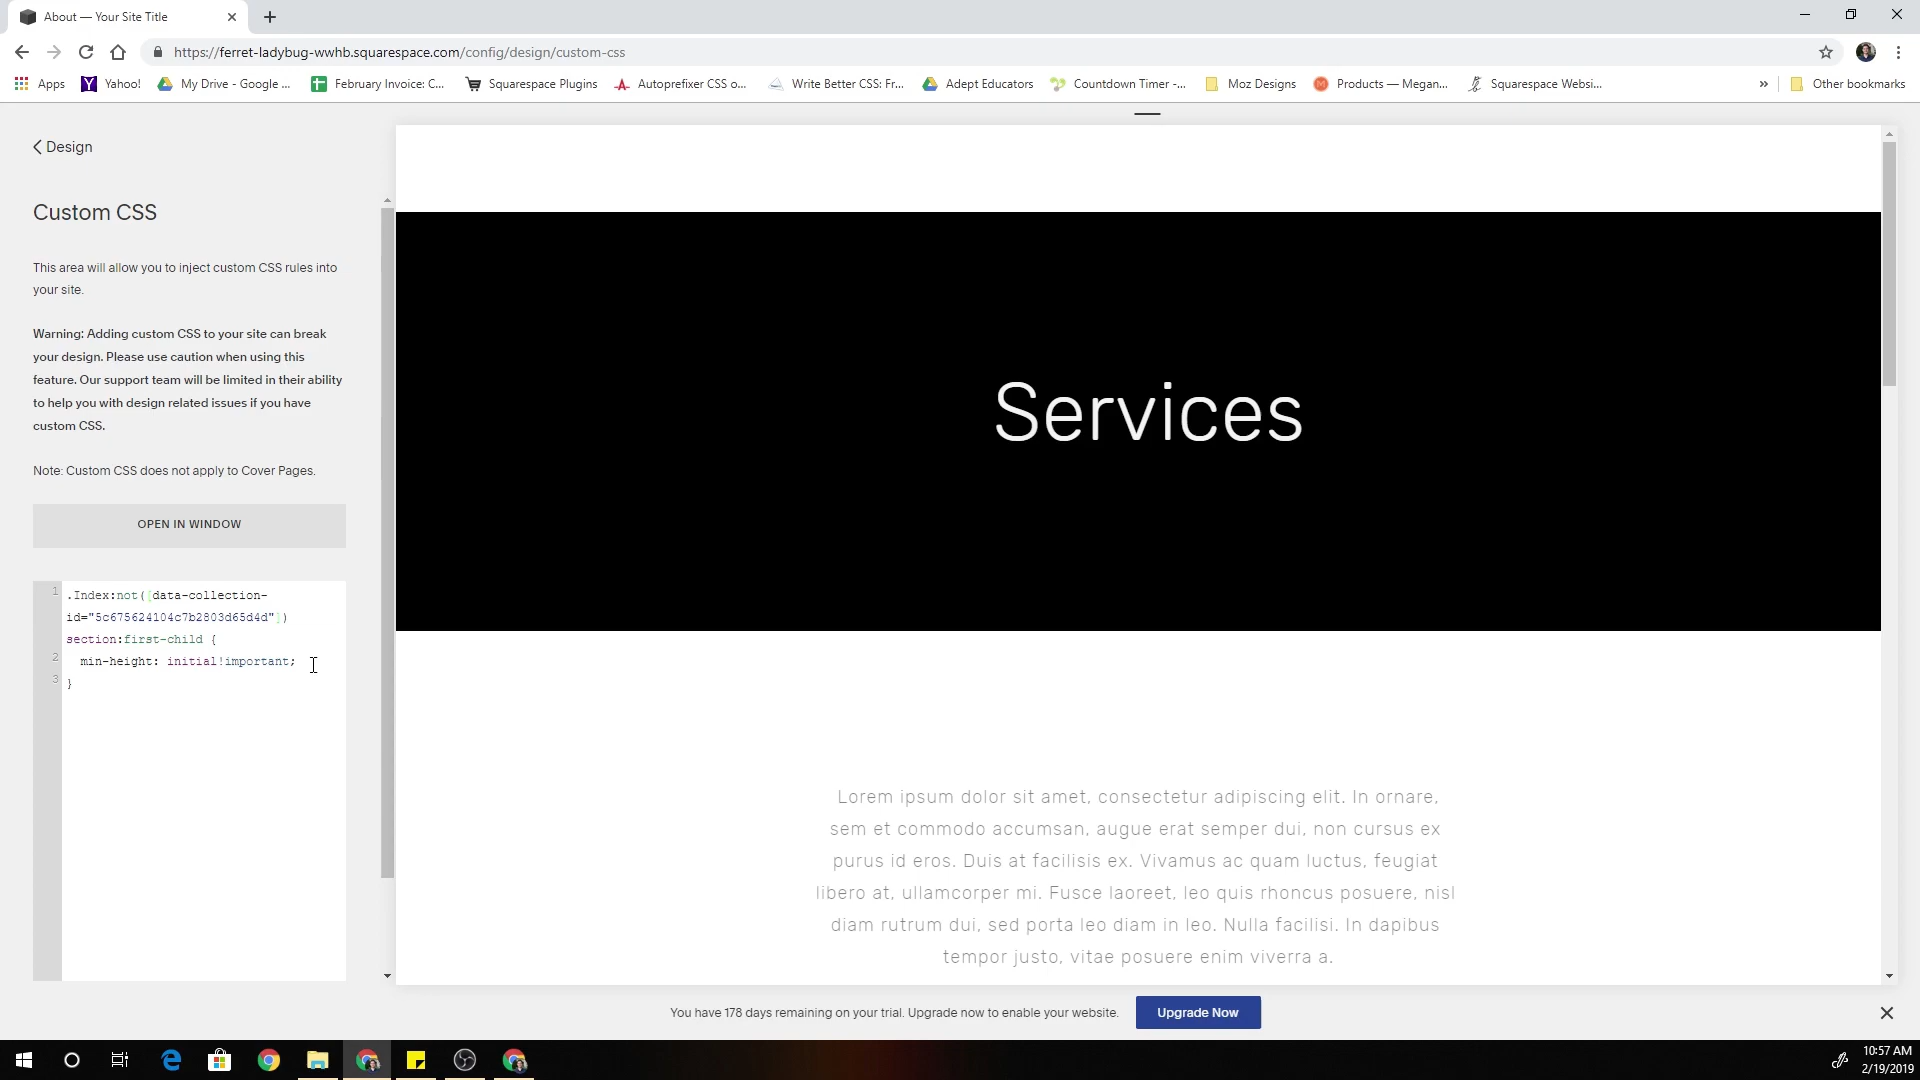 About — Your Site Title
https://ferret-ladybug-wwhb.squarespace.com/config/design/custom-css
Apps
Yahoo!
My Drive - Google ...
February Invoice: C...
Squarespace Plugins
Autoprefixer CSS o...
Write Better CSS: Fr...
Adept Educators
Countdown Timer -...
Moz Designs
Products — Megan...
Squarespace Websi...
»
Other bookmarks
Design
Custom CSS
This area will allow you to inject custom CSS rules into
your site.
Warning: Adding custom CSS to your site can break
your design. Please use caution when using this
feature. Our support team will be limited in their ability
to help you with design related issues if you have
custom CSS.
Note: Custom CSS does not apply to Cover Pages.
OPEN IN WINDOW
1 .Index:not([data-collection-
id="5c675624104c7b2803d65d4d"])
section:first-child {
2 min-height: initial!important;
3 }
Services
Lorem ipsum dolor sit amet, consectetur adipiscing elit. In ornare,
sem et commodo accumsan, augue erat semper dui, non cursus ex
purus id eros. Duis at facilisis ex. Vivamus ac quam luctus, feugiat
libero at, ullamcorper mi. Fusce laoreet, leo quis rhoncus posuere, nisl
diam rutrum dui, sed porta leo diam in leo. Nulla facilisi. In dapibus
tempor justo, vitae posuere enim viverra a.
You have 178 days remaining on your trial. Upgrade now to enable your website.
Upgrade Now
10:57 AM
2/19/2019